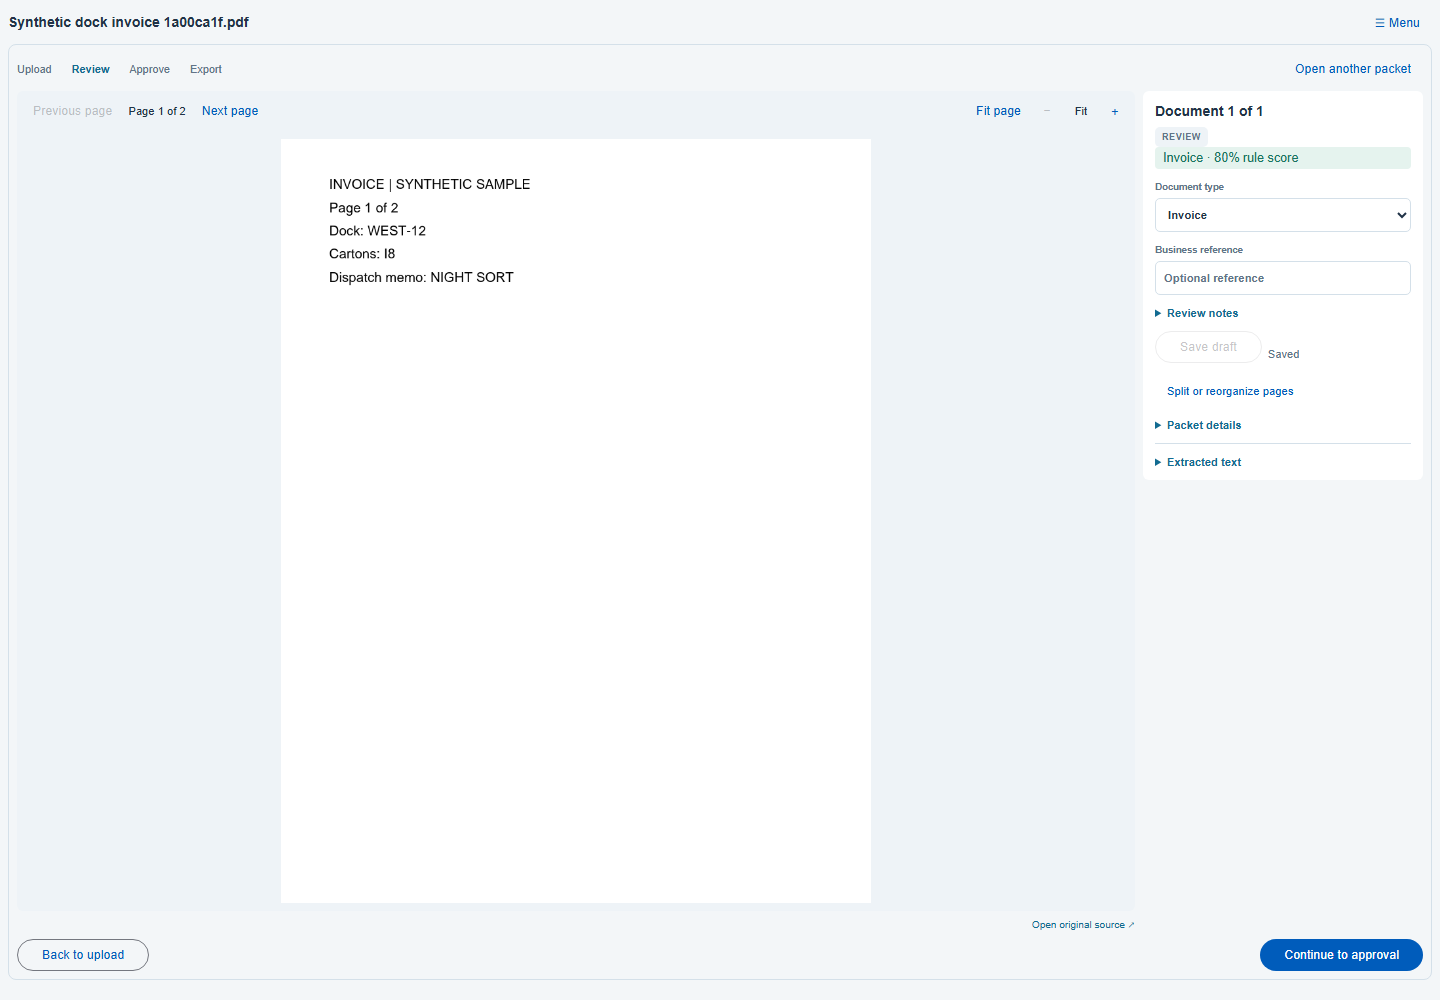 Synthetic dock invoice 1a00ca1f.pdf
☰ Menu
Upload Review Approve Export
Open another packet
Previous page Page 1 of 2 Next page
Fit page − Fit +
INVOICE | SYNTHETIC SAMPLE
Page 1 of 2
Dock: WEST-12
Cartons: I8
Dispatch memo: NIGHT SORT
Document 1 of 1
REVIEW
Invoice · 80% rule score
Document type
Invoice
Business reference
Optional reference
Review notes
Save draft Saved
Split or reorganize pages
Packet details
Extracted text
Open original source ↗
Back to upload
Continue to approval